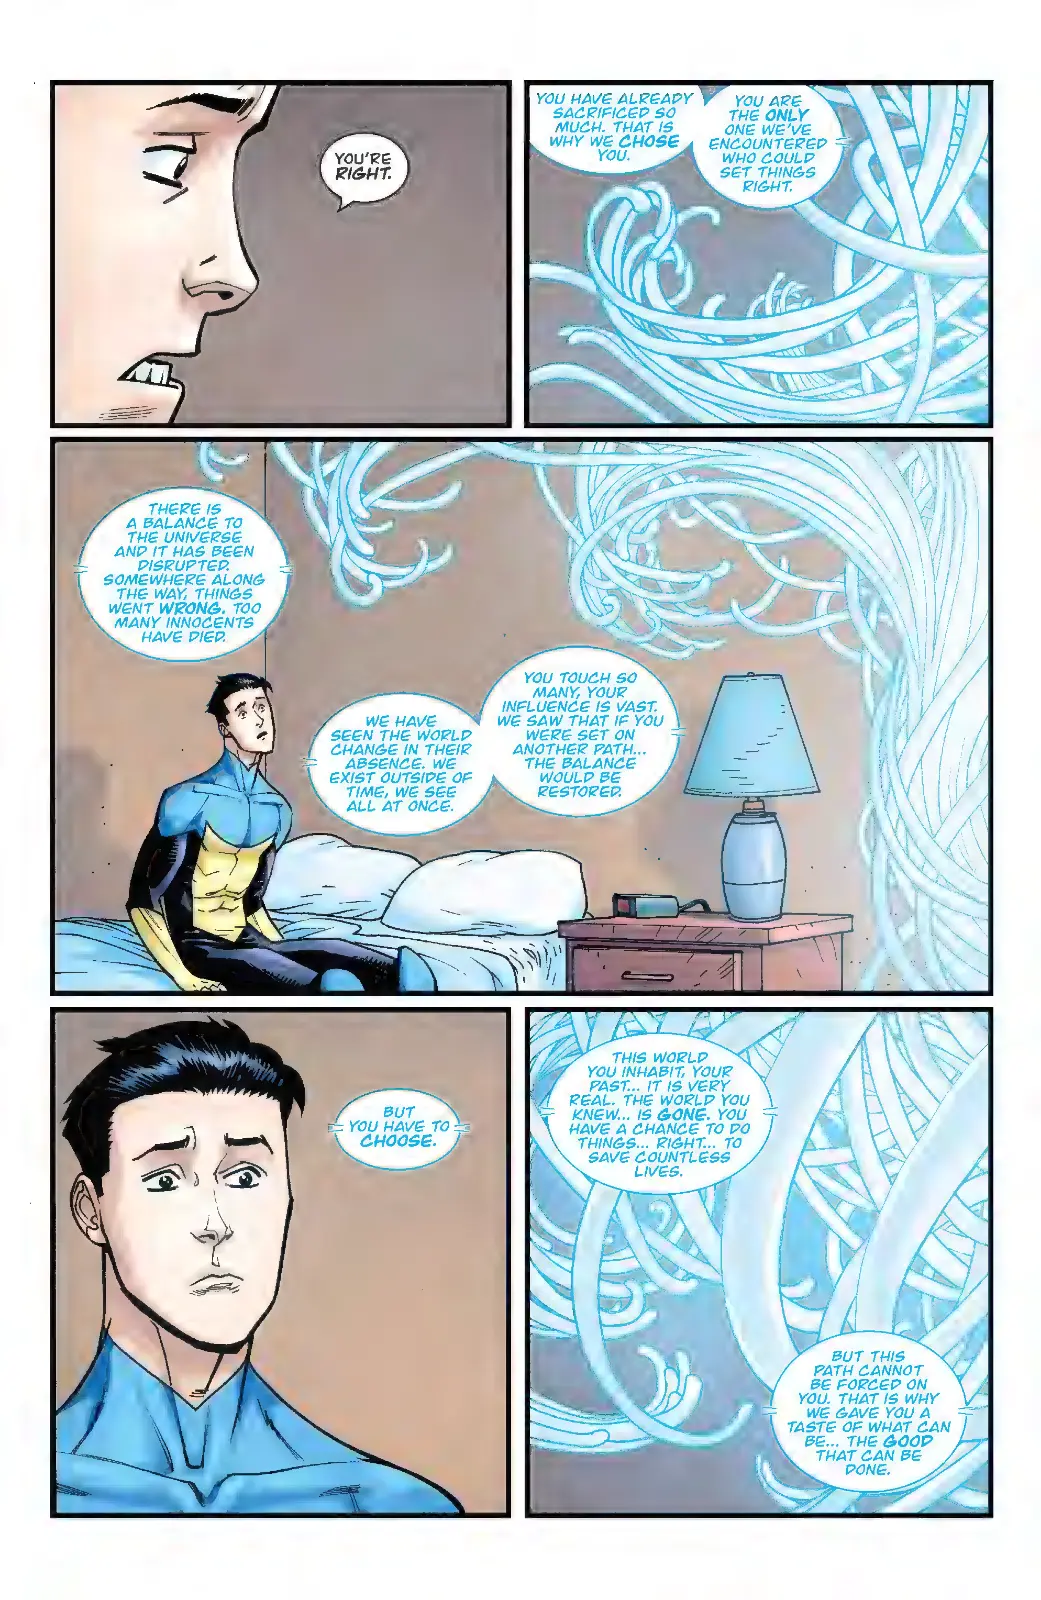 YOU'RE
RIGHT.
YOU HAVE ALREADY
SACRIFICED SO
MUCH. THAT IS
WHY WE CHOSE
YOU.
YOU ARE
THE ONLY
ONE WE'VE
ENCOUNTERED
WHO COULD
SET THINGS
RIGHT.
THERE IS
A BALANCE TO
THE UNIVERSE
AND IT HAS BEEN
DISRUPTED.
SOMEWHERE ALONG
THE WAY, THINGS
WENT WRONG. TOO
MANY INNOCENTS
HAVE DIED.
WE HAVE
SEEN THE WORLD
CHANGE IN THEIR
ABSENCE. WE
EXIST OUTSIDE OF
TIME, WE SEE
ALL AT ONCE.
YOU TOUCH SO
MANY, YOUR
INFLUENCE IS VAST.
WE SAW THAT IF YOU
WERE SET ON
ANOTHER PATH...
THE BALANCE
WOULD BE
RESTORED.
BUT
YOU HAVE TO
CHOOSE.
THIS WORLD
YOU INHABIT, YOUR
PAST... IT IS VERY
REAL. THE WORLD YOU
KNEW... IS GONE. YOU
HAVE A CHANCE TO DO
THINGS... RIGHT... TO
SAVE COUNTLESS
LIVES.
BUT THIS
PATH CANNOT
BE FORCED ON
YOU. THAT IS WHY
WE GAVE YOU A
TASTE OF WHAT CAN
BE... THE GOOD
THAT CAN BE
DONE.